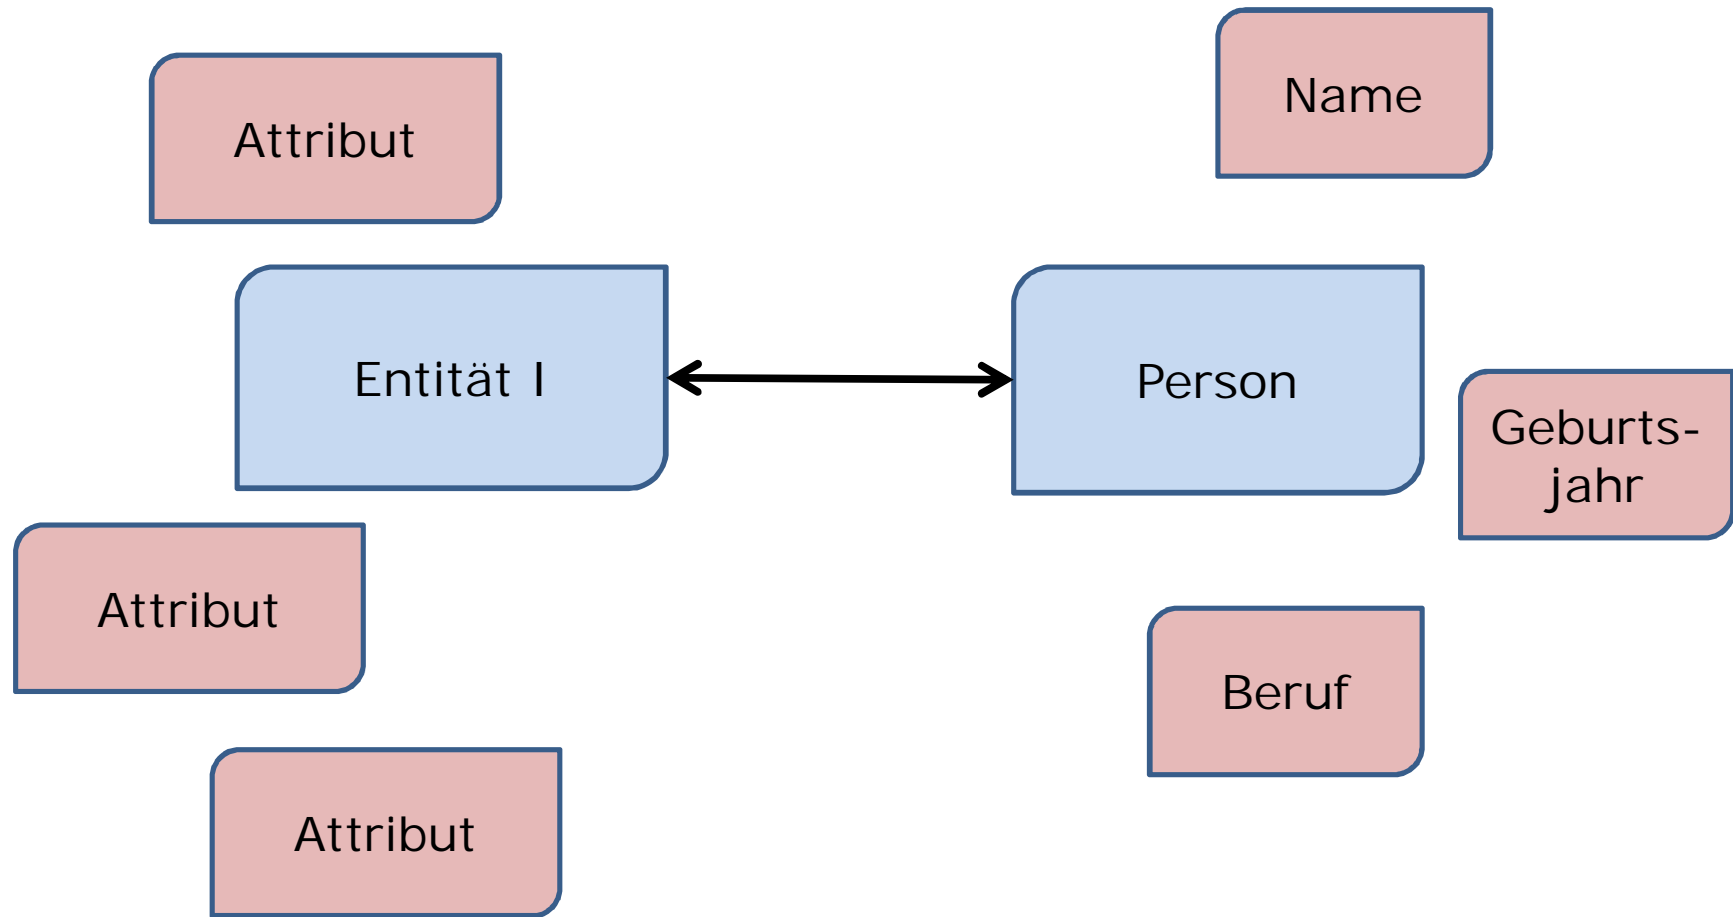 Attribut
Name
Entität I
Person
Geburts-
jahr
Attribut
Beruf
Attribut